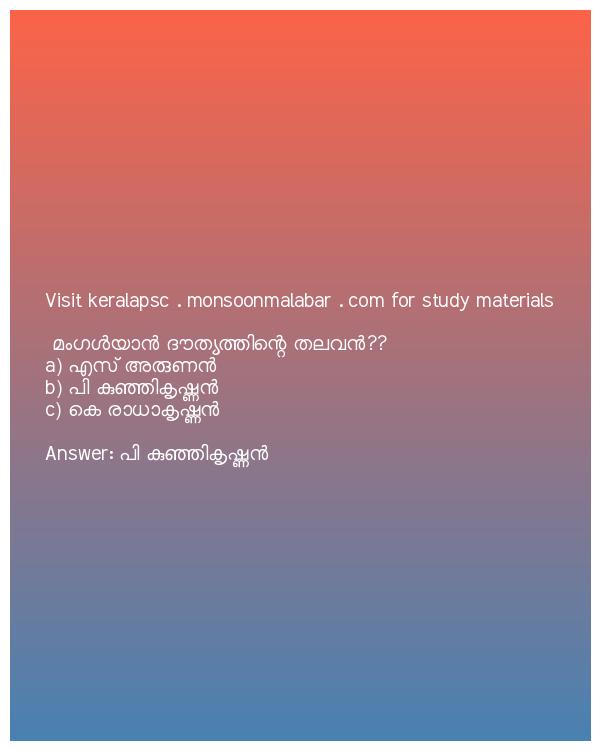 Visit keralapsc . monsoonmalabar . com for study materials
മംഗൾയാൻ ദൗത്യത്തിന്റെ തലവൻ??
a) എസ് അരുണൻ
b) പി കുഞ്ഞികൃഷ്ണൻ
c) കെ രാധാകൃഷ്ണൻ
Answer: പി കുഞ്ഞികൃഷ്ണൻ